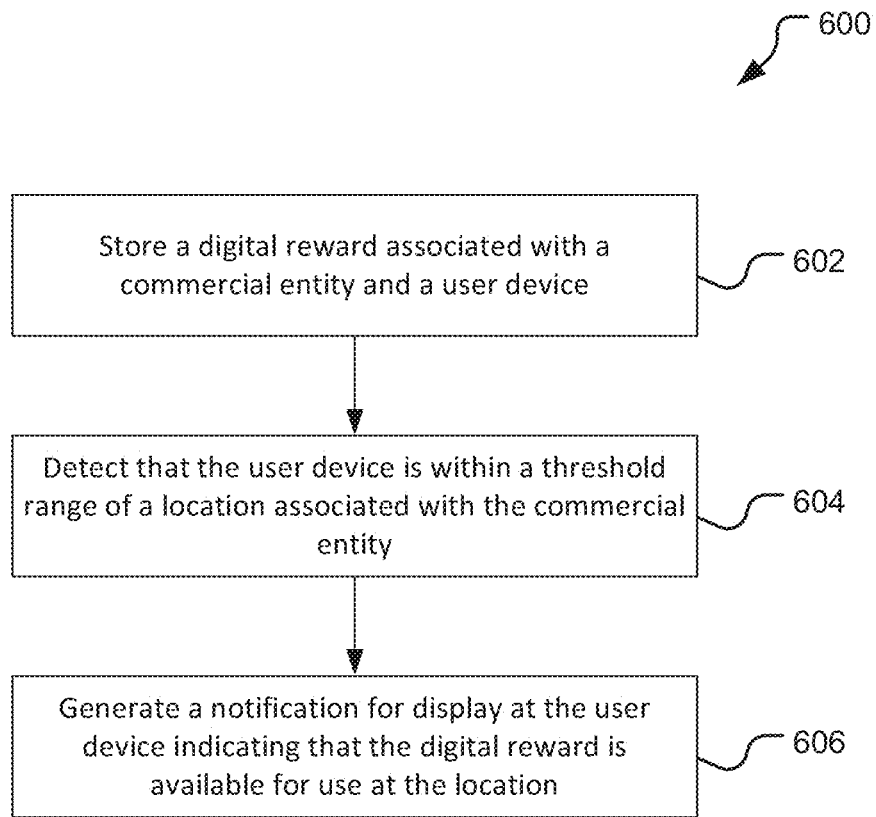 600
Store a digital reward associated with a
commercial entity and a user device
602
Detect that the user device is within a threshold
range of a location associated with the commercial
entity
604
Generate a notification for display at the user
device indicating that the digital reward is
available for use at the location
606